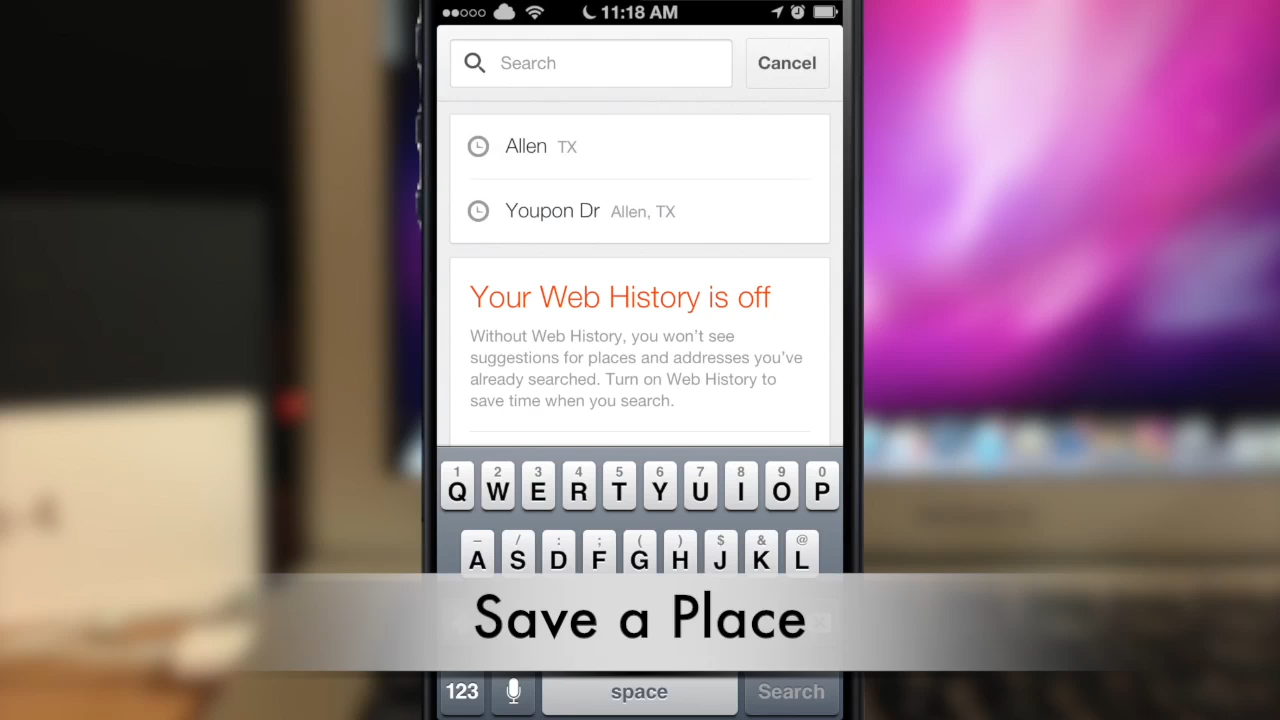 11:18 AM
Search Cancel
Allen TX
Youpon Dr Allen, TX
Your Web History is off
Without Web History, you won't see
suggestions for places and addresses you've
already searched. Turn on Web History to
save time when you search.
1 2 3 4 5 6 7 8 9 0
Q W E R T Y U I O P
– / : ; ( ) $ & @
A S D F G H J K L
Save a Place
123 space Search